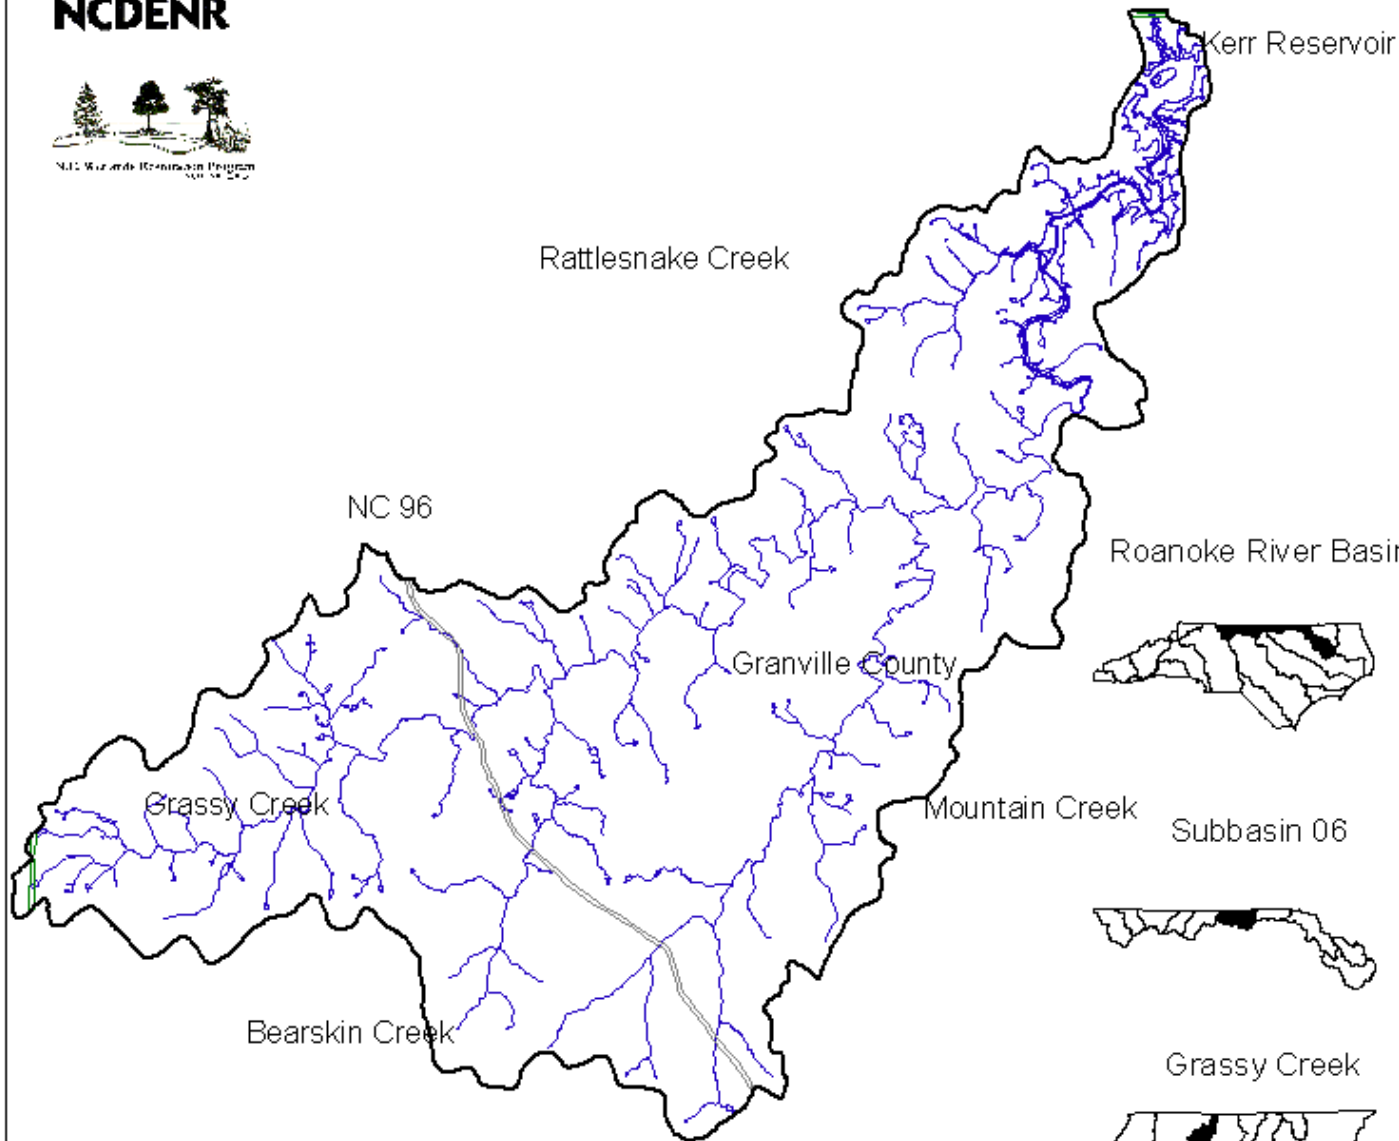 NCDENR
Kerr Reservoir
Rattlesnake Creek
NC 96
Roanoke River Basin
Granville County
Grassy Creek
Mountain Creek
Subbasin 06
Bearskin Creek
Grassy Creek